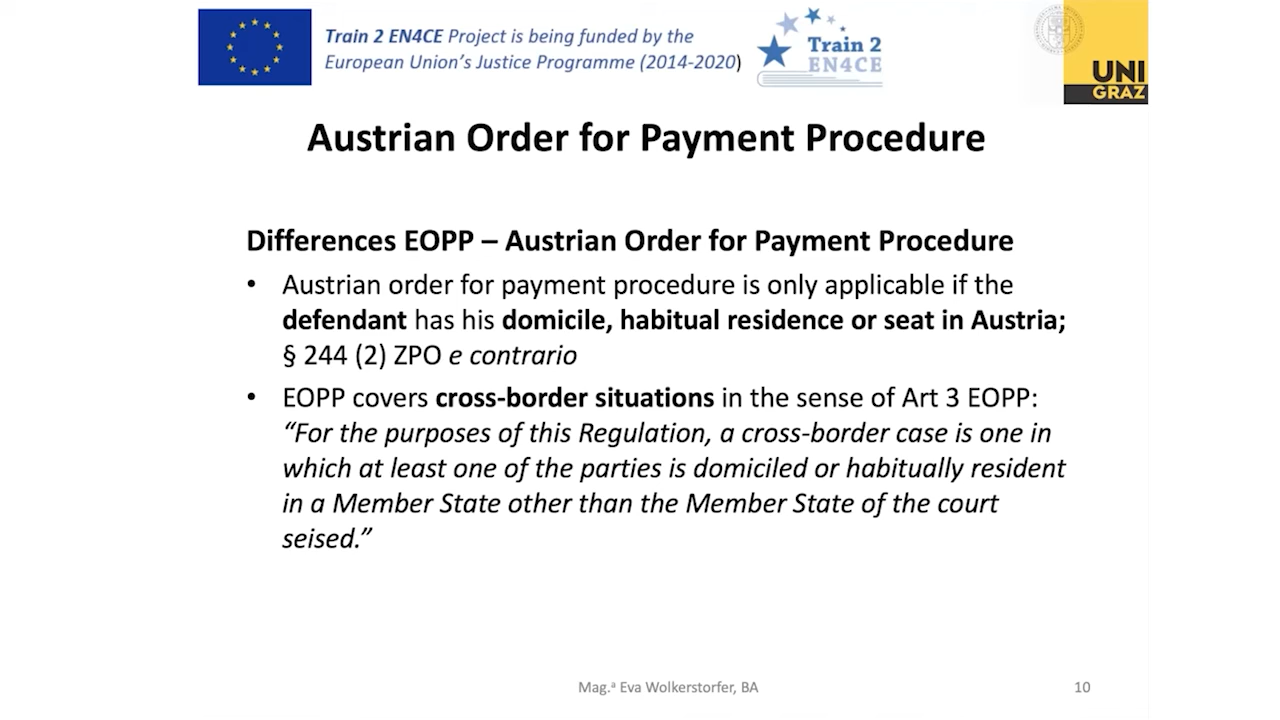 Train 2 EN4CE Project is being funded by the
European Union's Justice Programme (2014-2020)
Train 2
EN4CE
UNI
GRAZ
Austrian Order for Payment Procedure
Differences EOPP – Austrian Order for Payment Procedure
• Austrian order for payment procedure is only applicable if the
defendant has his domicile, habitual residence or seat in Austria;
§ 244 (2) ZPO e contrario
• EOPP covers cross-border situations in the sense of Art 3 EOPP:
“For the purposes of this Regulation, a cross-border case is one in
which at least one of the parties is domiciled or habitually resident
in a Member State other than the Member State of the court
seised.”
Mag.ª Eva Wolkerstorfer, BA
10